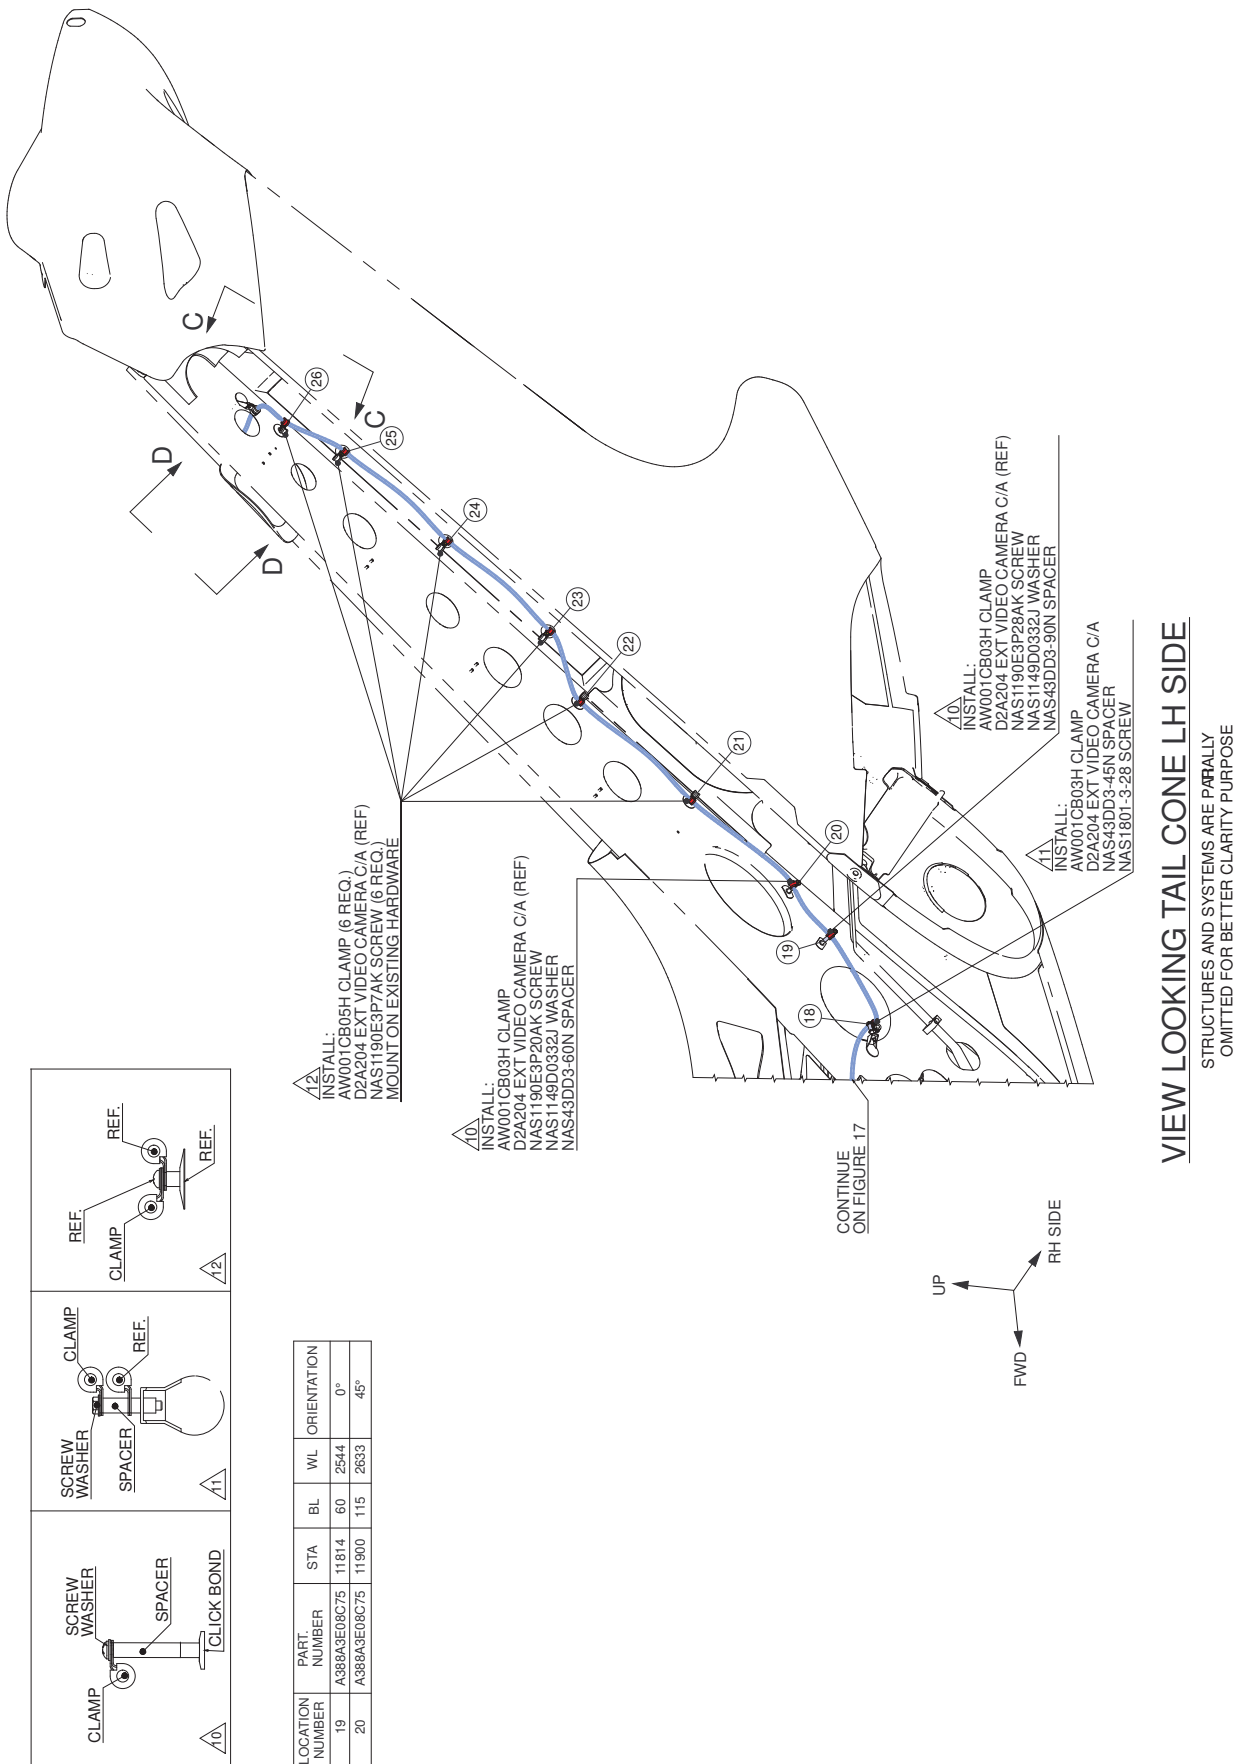 CLAMP
SCREW
WASHER
SPACER
CLICK BOND
10
SCREW
WASHER
SPACER
CLAMP
REF.
11
REF.
CLAMP
REF.
REF.
12
LOCATION NUMBER PART. NUMBER STA BL WL ORIENTATION
19 A388A3E08C75 11814 60 2544 0°
20 A388A3E08C75 11900 115 2633 45°
12
INSTALL:
AW001CB05H CLAMP (6 REQ.)
D2A204 EXT VIDEO CAMERA C/A (REF)
NAS1190E3P7AK SCREW (6 REQ.)
MOUNT ON EXISTING HARDWARE
10
INSTALL:
AW001CB03H CLAMP
D2A204 EXT VIDEO CAMERA C/A (REF)
NAS1190E3P20AK SCREW
NAS1149D0332J WASHER
NAS43DD3-60N SPACER
CONTINUE
ON FIGURE 17
UP
FWD
RH SIDE
D
D
C
C
18
19
20
21
22
23
24
25
26
10
INSTALL:
AW001CB03H CLAMP
D2A204 EXT VIDEO CAMERA C/A (REF)
NAS1190E3P28AK SCREW
NAS1149D0332J WASHER
NAS43DD3-90N SPACER
11
INSTALL:
AW001CB03H CLAMP
D2A204 EXT VIDEO CAMERA C/A
NAS43DD3-45N SPACER
NAS1801-3-28 SCREW
VIEW LOOKING TAIL CONE LH SIDE
STRUCTURES AND SYSTEMS ARE
OMITTED FOR BETTER CLARITY PURPOSE